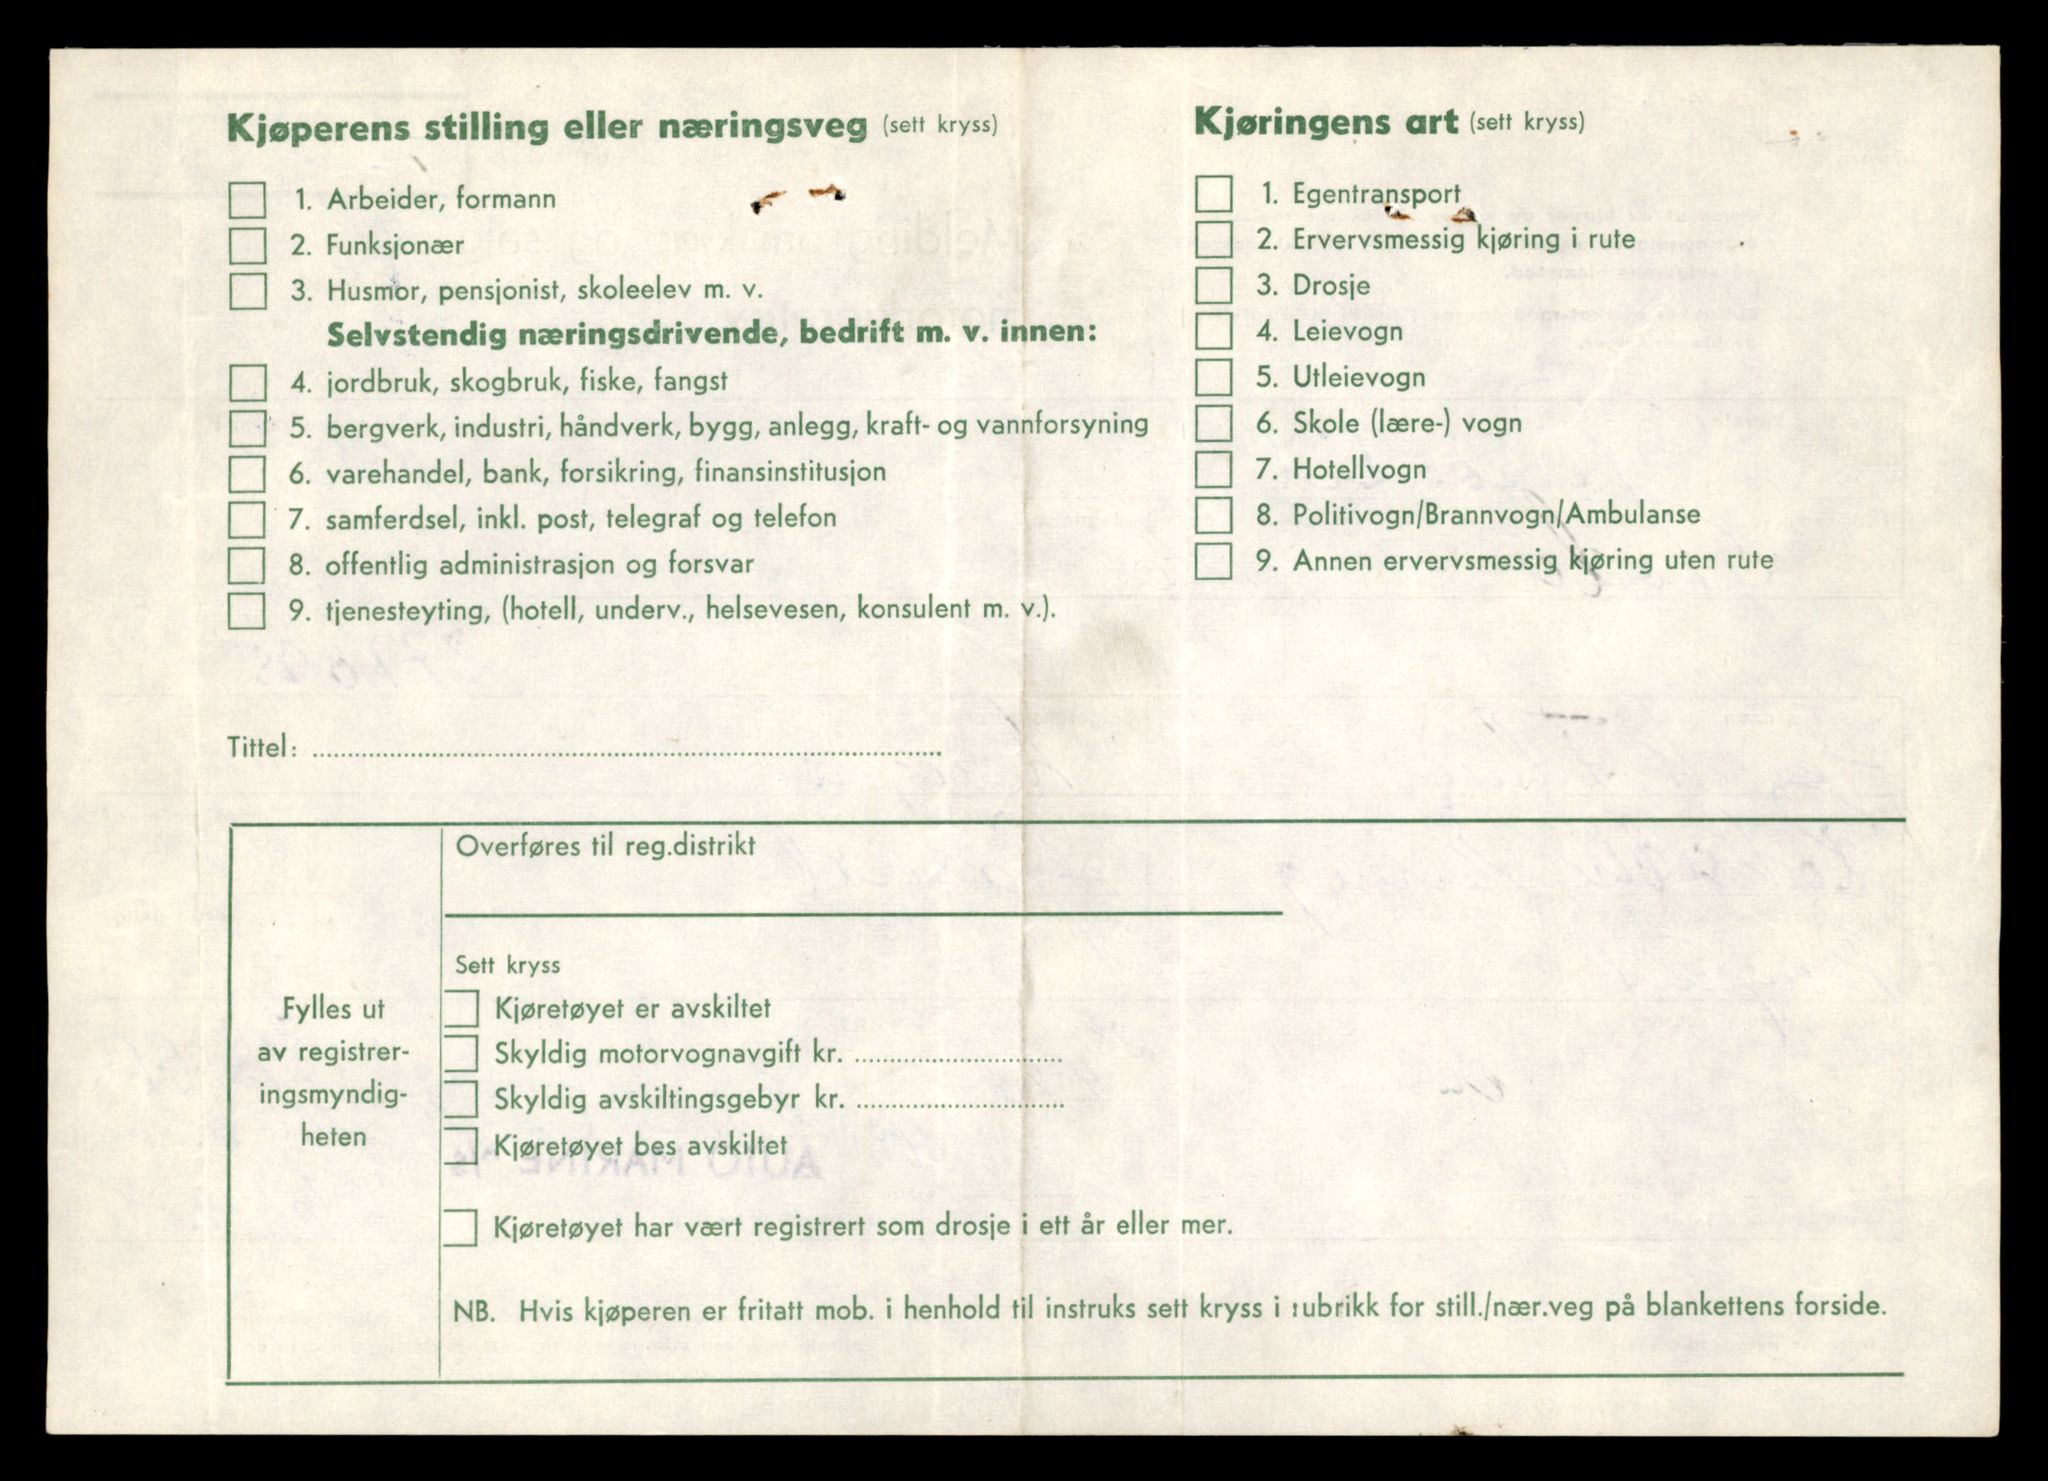 Kjøperens stilling eller næringsveg (sett kryss)
1. Arbeider, formann
2. Funksjonær
3. Husmor, pensjonist, skoleelev m. v.
Selvstendig næringsdrivende, bedrift m. v. innen:
4. jordbruk, skogbruk, fiske, fangst
5. bergverk, industri, håndverk, bygg, anlegg, kraft- og vannforsyning
6. varehandel, bank, forsikring, finansinstitusjon
7. samferdsel, inkl. post, telegraf og telefon
8. offentlig administrasjon og forsvar
9. tjenesteyting, (hotell, underv., helsevesen, konsulent m. v.).
Tittel:
Kjøringens art (sett kryss)
1. Egentransport
2. Ervervsmessig kjøring i rute
3. Drosje
4. Leievogn
5. Utleievogn
6. Skole (lære-) vogn
7. Hotellvogn
8. Politivogn/Brannvogn/Ambulanse
9. Annen ervervsmessig kjøring uten rute
Fylles ut
av registrer-
ingsmyndig-
heten
Overføres til reg.distrikt
Sett kryss
Kjøretøyet er avskiltet
Skyldig motorvognavgift kr.
Skyldig avskiltingsgebyr kr.
Kjøretøyet bes avskiltet
Kjøretøyet har vært registrert som drosje i ett år eller mer.
NB. Hvis kjøperen er fritatt mob. i henhold til instruks sett kryss i rubrikk for still./nær.veg på blankettens forside.